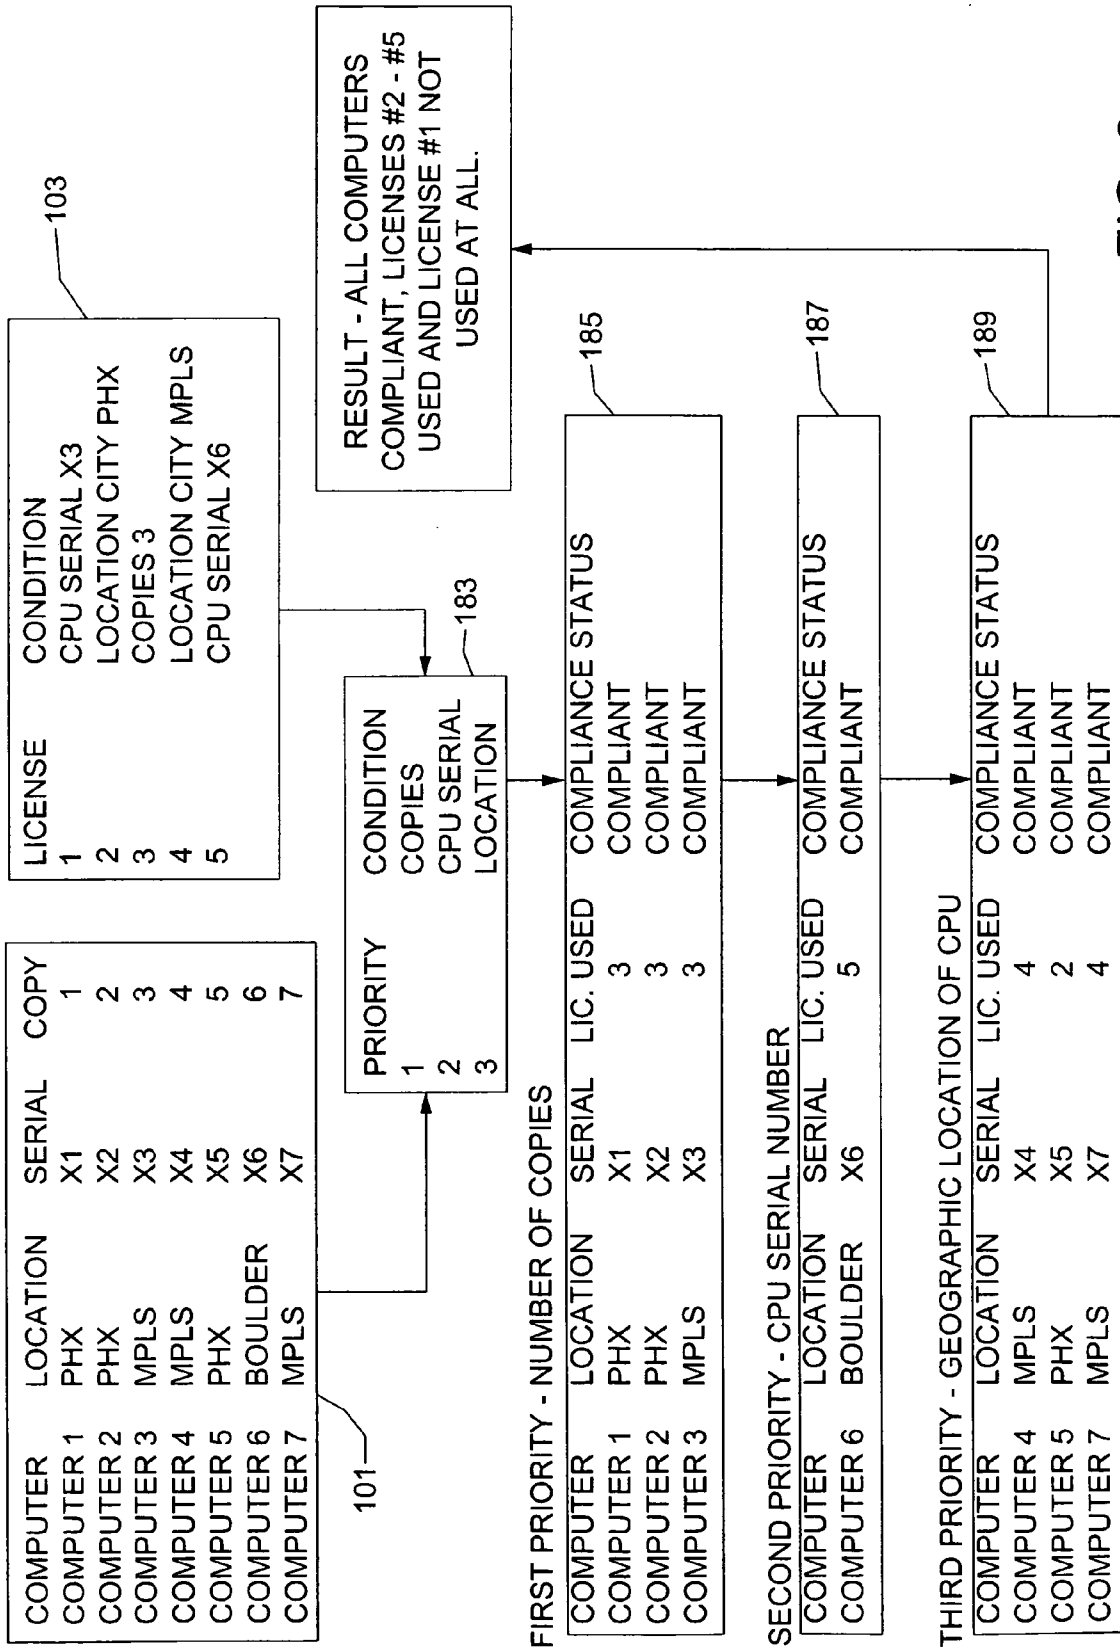 COMPUTER LOCATION SERIAL COPY
COMPUTER 1 PHX X1 1
COMPUTER 2 PHX X2 2
COMPUTER 3 MPLS X3 3
COMPUTER 4 MPLS X4 4
COMPUTER 5 PHX X5 5
COMPUTER 6 BOULDER X6 6
COMPUTER 7 MPLS X7 7
101
LICENSE CONDITION
1 CPU SERIAL X3
2 LOCATION CITY PHX
3 COPIES 3
4 LOCATION CITY MPLS
5 CPU SERIAL X6
103
PRIORITY CONDITION
1 COPIES
2 CPU SERIAL
3 LOCATION
183
RESULT - ALL COMPUTERS
COMPLIANT, LICENSES #2 - #5
USED AND LICENSE #1 NOT
USED AT ALL.
FIRST PRIORITY - NUMBER OF COPIES
COMPUTER LOCATION SERIAL LIC. USED COMPLIANCE STATUS
COMPUTER 1 PHX X1 3 COMPLIANT
COMPUTER 2 PHX X2 3 COMPLIANT
COMPUTER 3 MPLS X3 3 COMPLIANT
185
SECOND PRIORITY - CPU SERIAL NUMBER
COMPUTER LOCATION SERIAL LIC. USED COMPLIANCE STATUS
COMPUTER 6 BOULDER X6 5 COMPLIANT
187
THIRD PRIORITY - GEOGRAPHIC LOCATION OF CPU
COMPUTER LOCATION SERIAL LIC. USED COMPLIANCE STATUS
COMPUTER 4 MPLS X4 4 COMPLIANT
COMPUTER 5 PHX X5 2 COMPLIANT
COMPUTER 7 MPLS X7 4 COMPLIANT
189